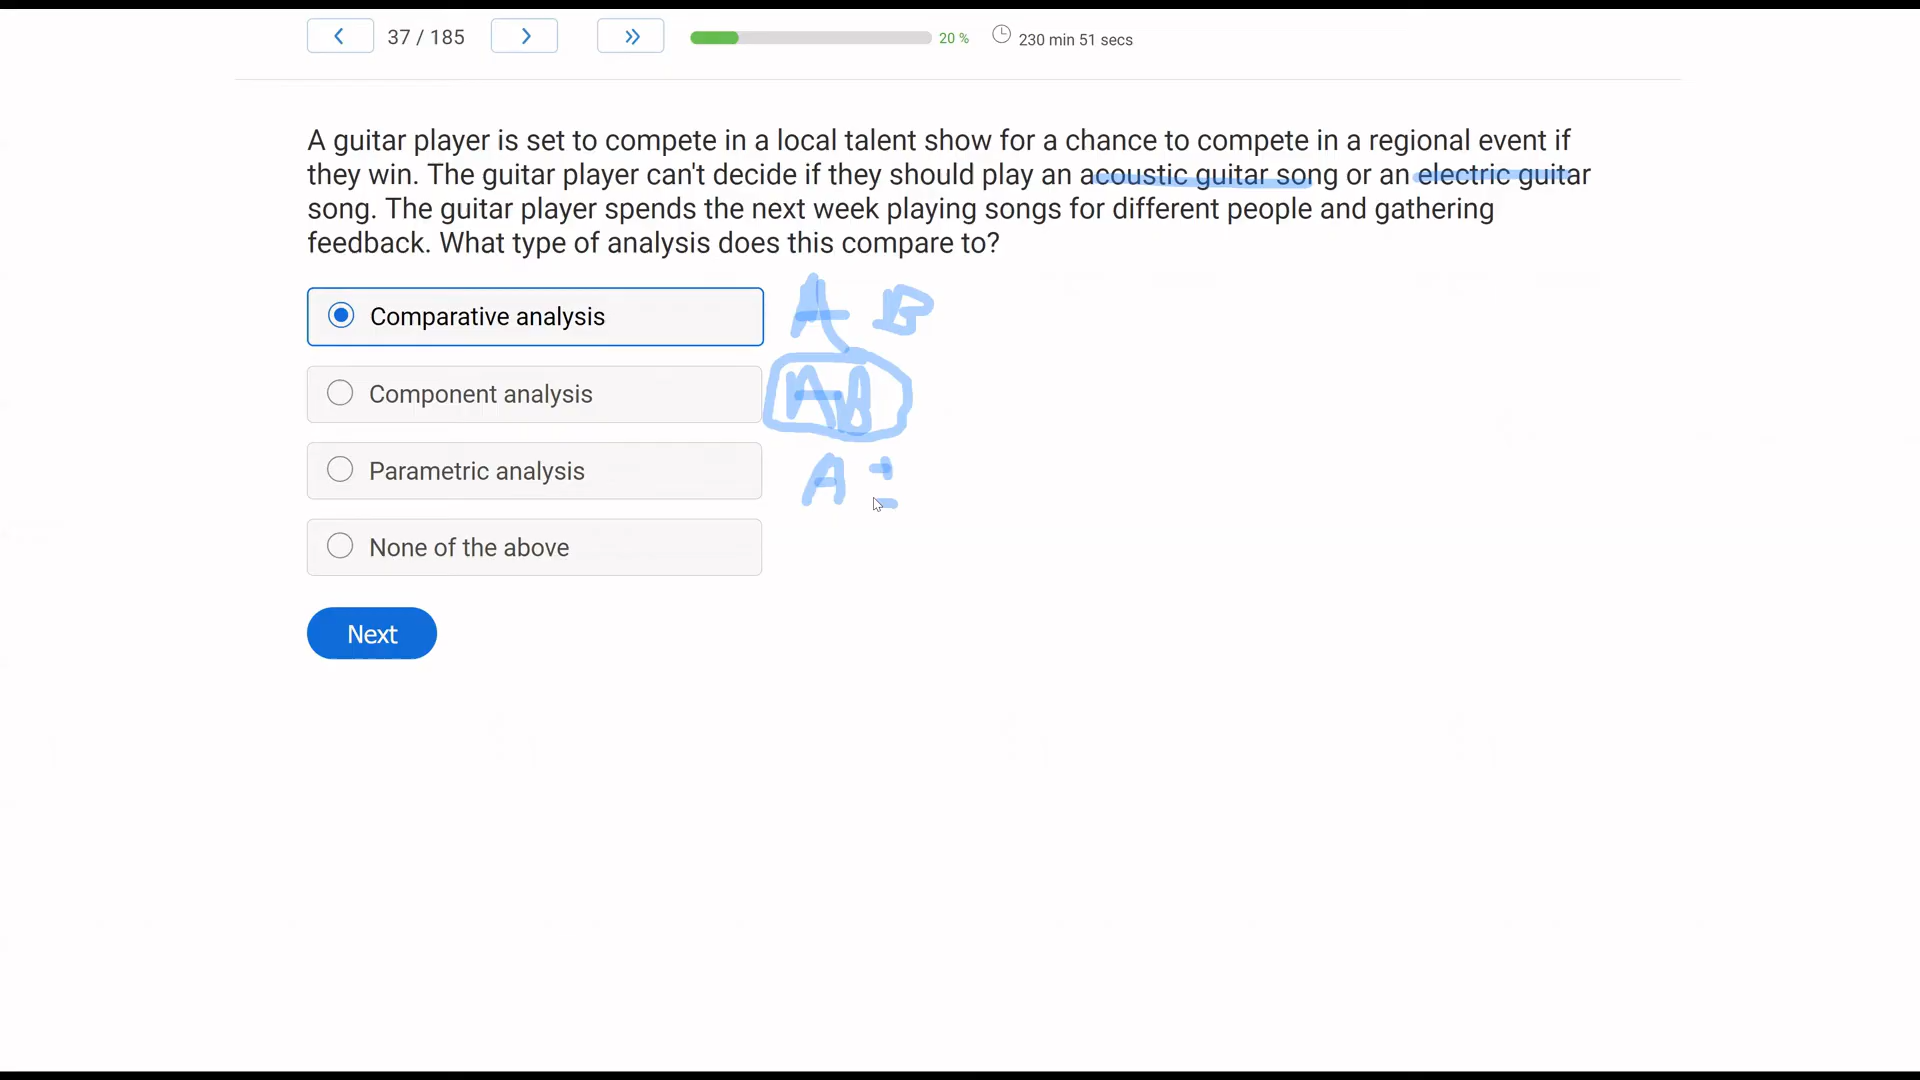 37 / 185
20 %
230 min 51 secs
A guitar player is set to compete in a local talent show for a chance to compete in a regional event if
they win. The guitar player can't decide if they should play an acoustic guitar song or an electric guitar
song. The guitar player spends the next week playing songs for different people and gathering
feedback. What type of analysis does this compare to?
Comparative analysis
A B
Component analysis
AB
Parametric analysis
A +
-
None of the above
Next